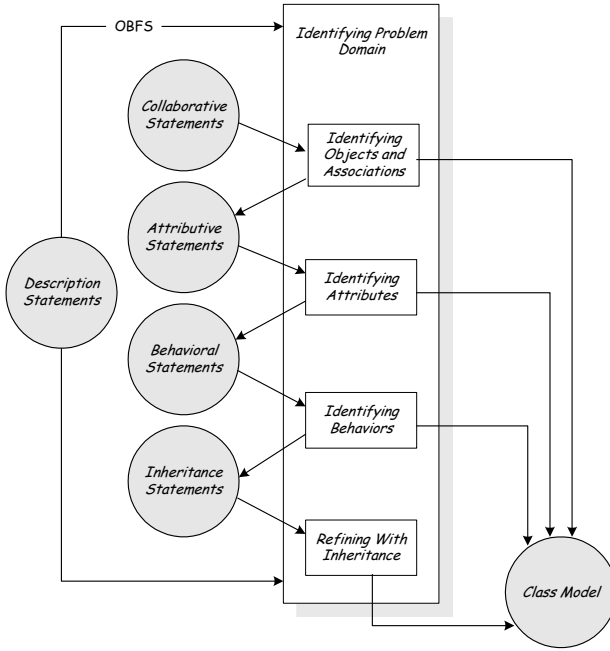 OBFS
Identifying Problem
Domain
Collaborative
Statements
Identifying
Objects and
Associations
Attributive
Statements
Description
Statements
Identifying
Attributes
Behavioral
Statements
Identifying
Behaviors
Inheritance
Statements
Refining With
Inheritance
Class Model